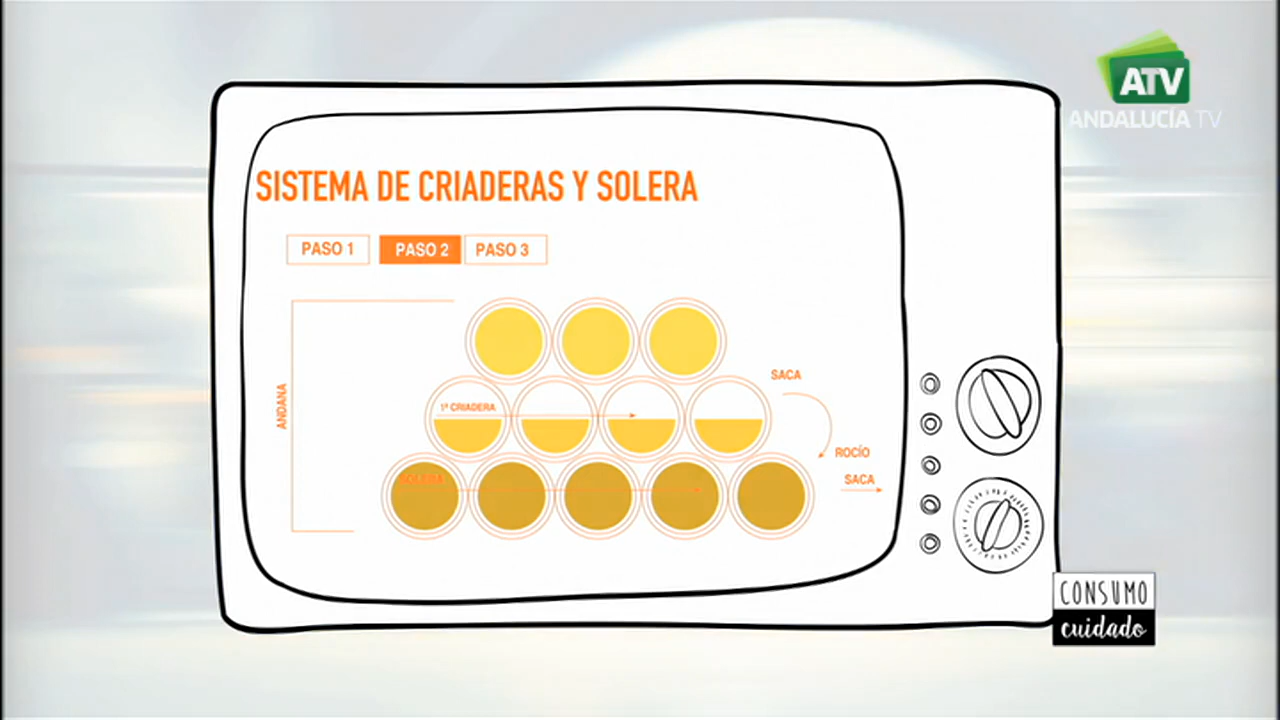 ATV
ANDALUCÍA TV
SISTEMA DE CRIADERAS Y SOLERA
PASO 1
PASO 2
PASO 3
ANDANA
SACA
1ª CRIADERA
ROCÍO
SOLERA
SACA
CONSUMO
cuidado